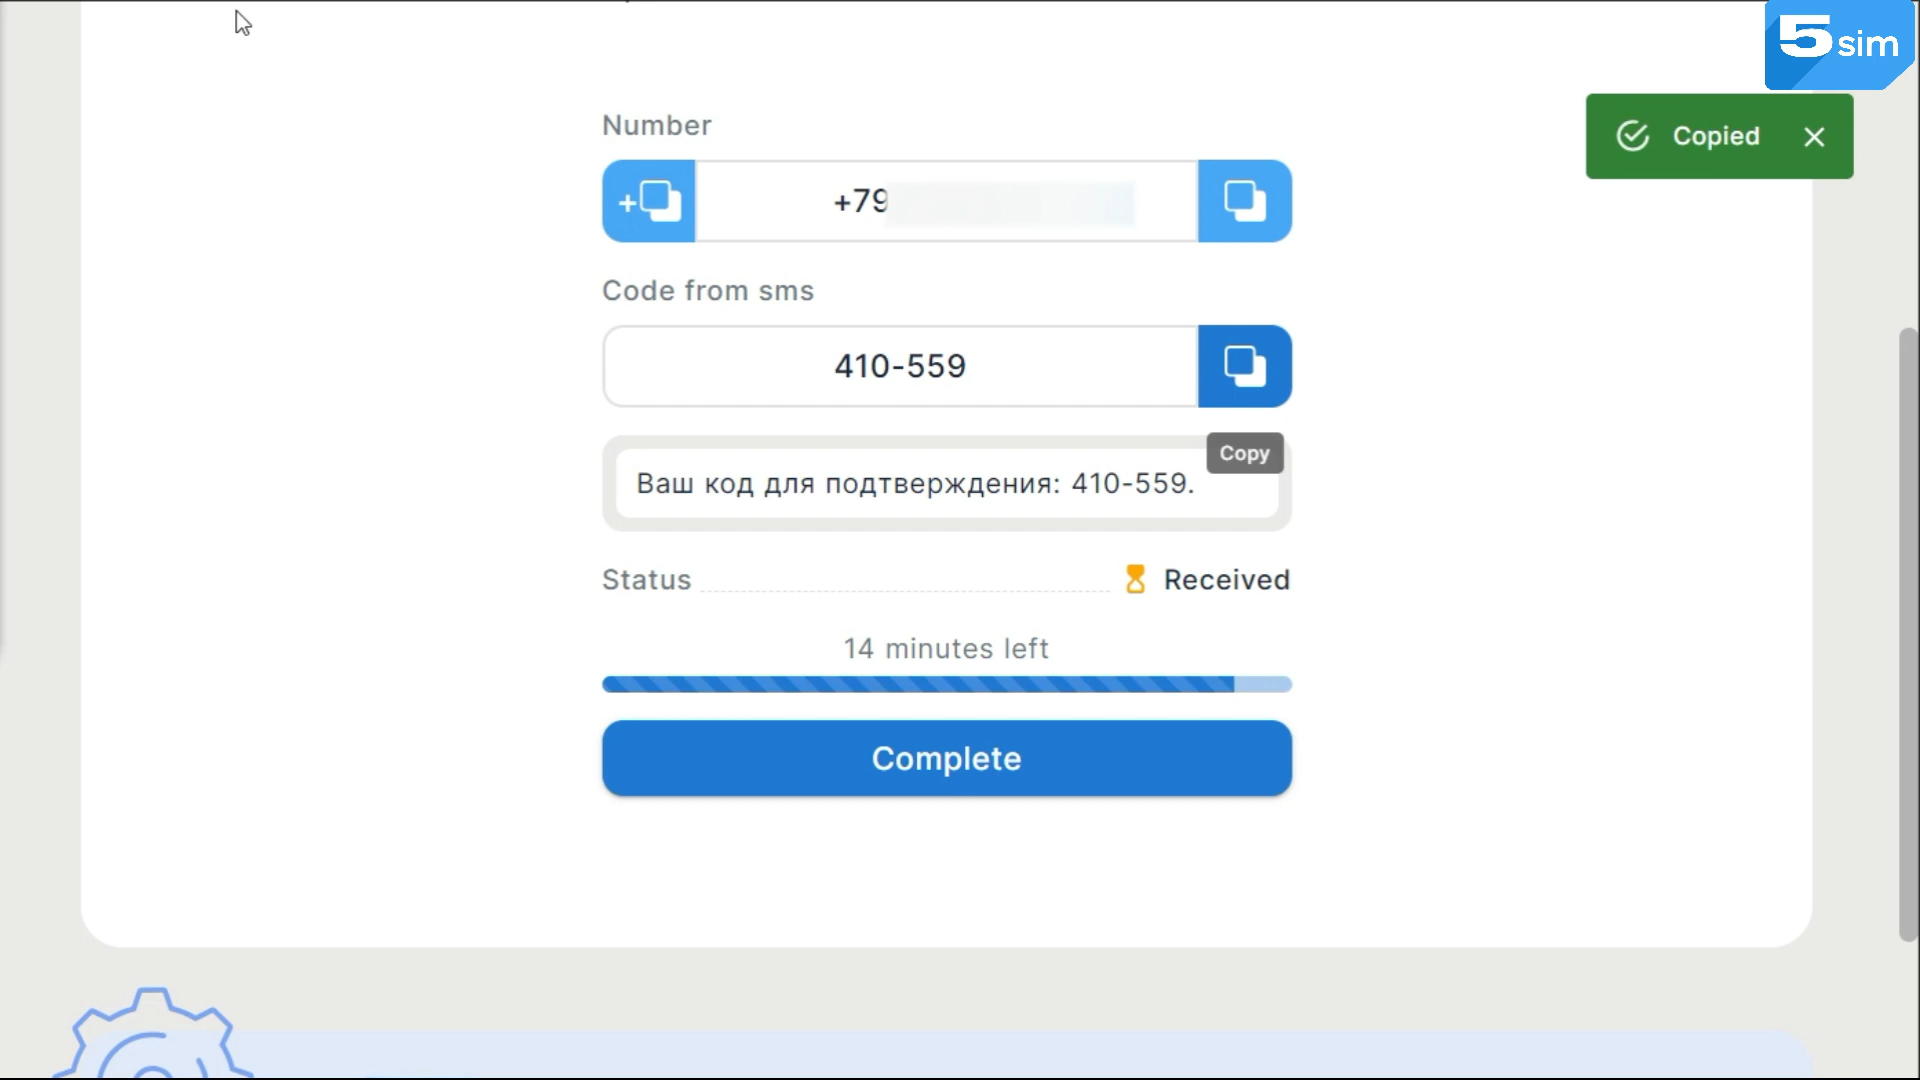 5sim
Number
Copied
+79
Code from sms
410-559
Copy
Ваш код для подтверждения: 410-559.
Status Received
14 minutes left
Complete